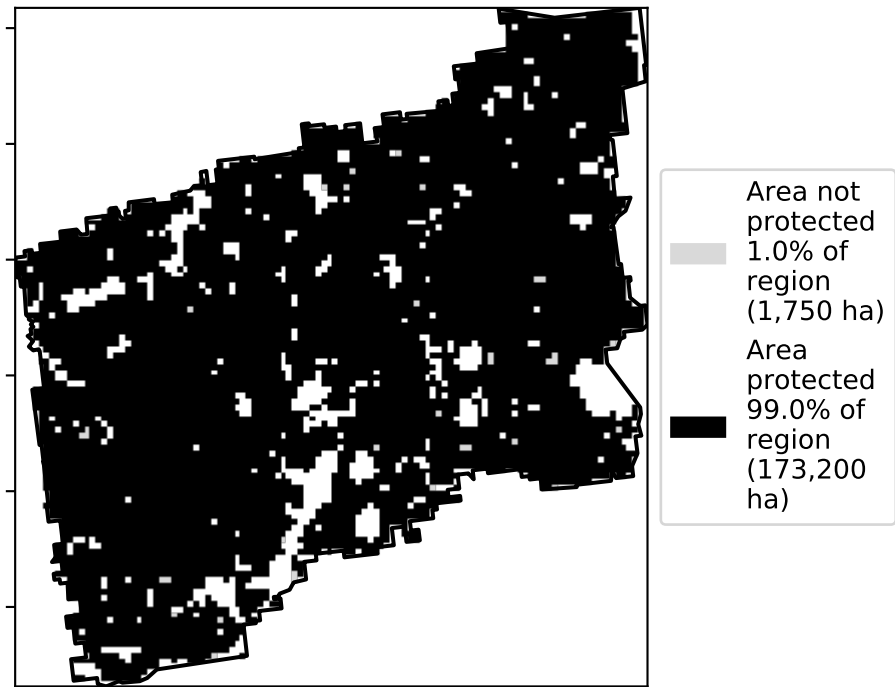 Area not
protected
1.0% of
region
(1,750 ha)
Area
protected
99.0% of
region
(173,200
ha)